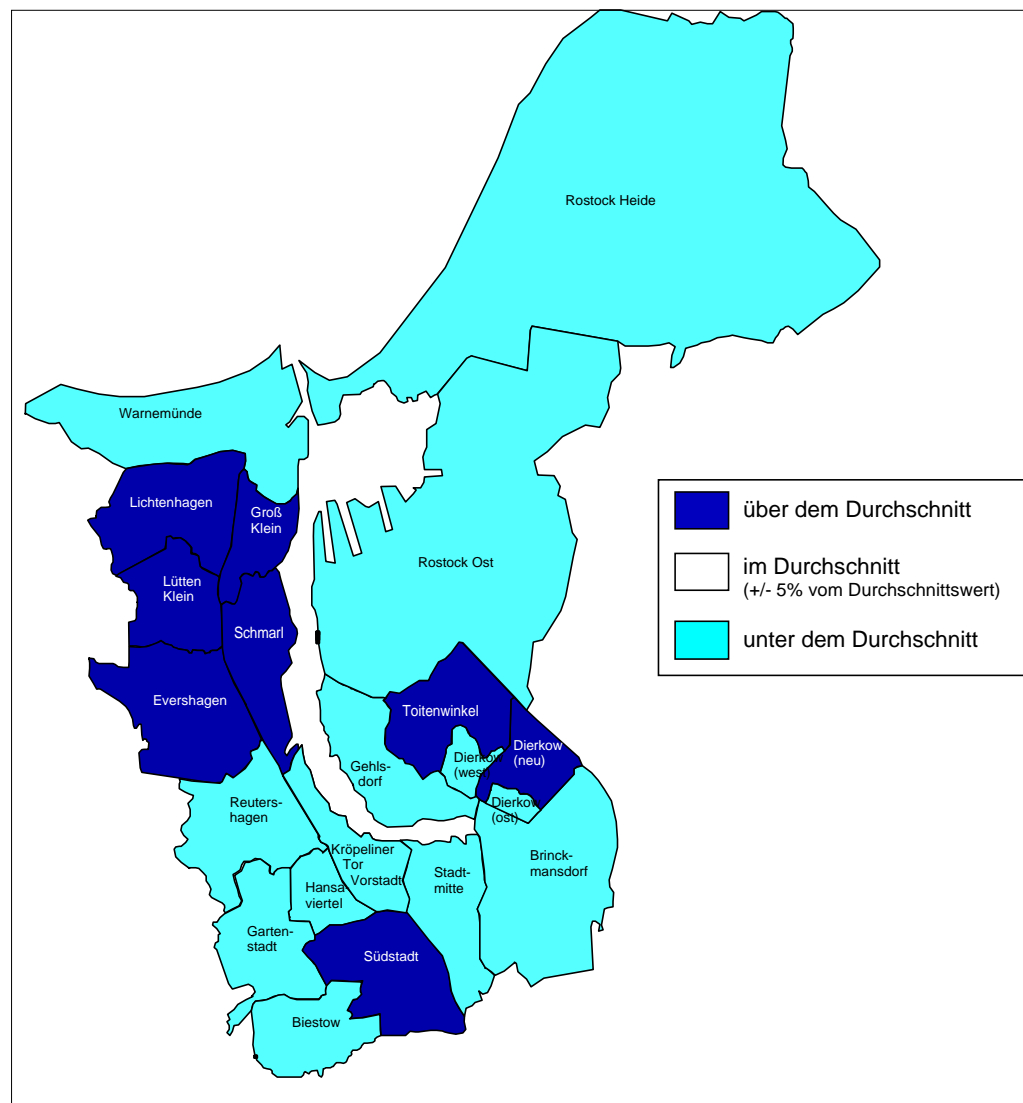 Rostock Heide
Warnemünde
Lichtenhagen
Groß
Klein
Rostock Ost
Lütten
Klein
Schmarl
Evershagen
Toitenwinkel
Dierkow
(neu)
Dierkow
(west)
Gehls-
dorf
Dierkow
(ost)
Reuters-
hagen
Kröpeliner
Tor
Vorstadt
Brinck-
mansdorf
Stadt-
mitte
Hansa-
viertel
Garten-
stadt
Südstadt
Biestow
über dem Durchschnitt
im Durchschnitt
(+/- 5% vom Durchschnittswert)
unter dem Durchschnitt